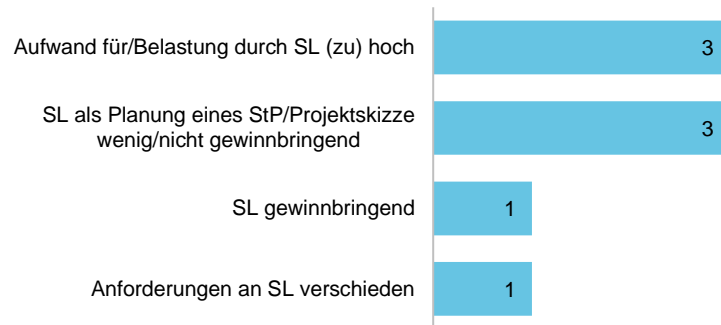 Aufwand für/Belastung durch SL (zu) hoch
3
SL als Planung eines StP/Projektskizze
wenig/nicht gewinnbringend
3
SL gewinnbringend
1
Anforderungen an SL verschieden
1